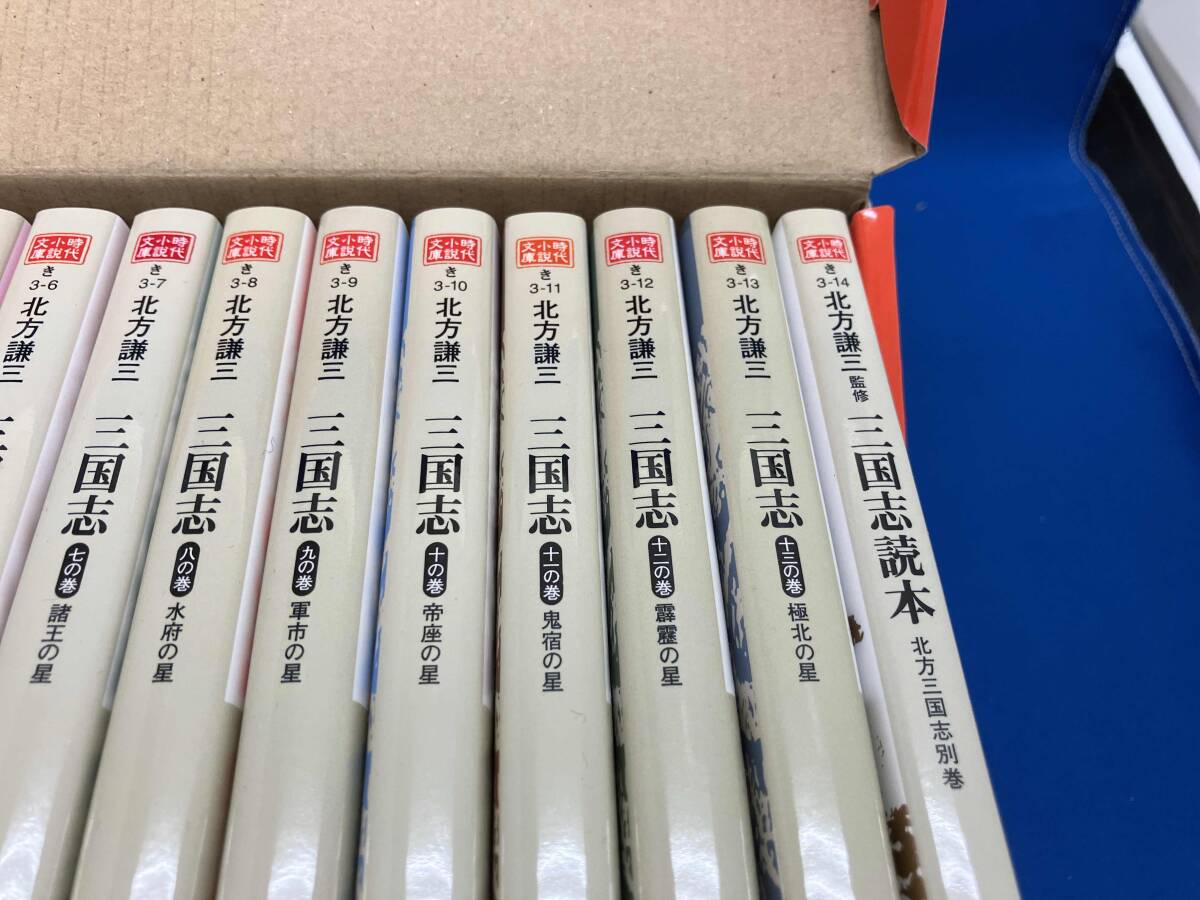 時代小説文庫
き
3-6
北方謙三
三
時代小説文庫
き
3-7
北方謙三
三国志
七の巻
諸王の星
時代小説文庫
き
3-8
北方謙三
三国志
八の巻
水府の星
時代小説文庫
き
3-9
北方謙三
三国志
九の巻
軍市の星
時代小説文庫
き
3-10
北方謙三
三国志
十の巻
帝座の星
時代小説文庫
き
3-11
北方謙三
三国志
十一の巻
鬼宿の星
時代小説文庫
き
3-12
北方謙三
三国志
十二の巻
霹靂の星
時代小説文庫
き
3-13
北方謙三
三国志
十三の巻
極北の星
時代小説文庫
き
3-14
北方謙三 監修
三国志読本
北方三国志別巻